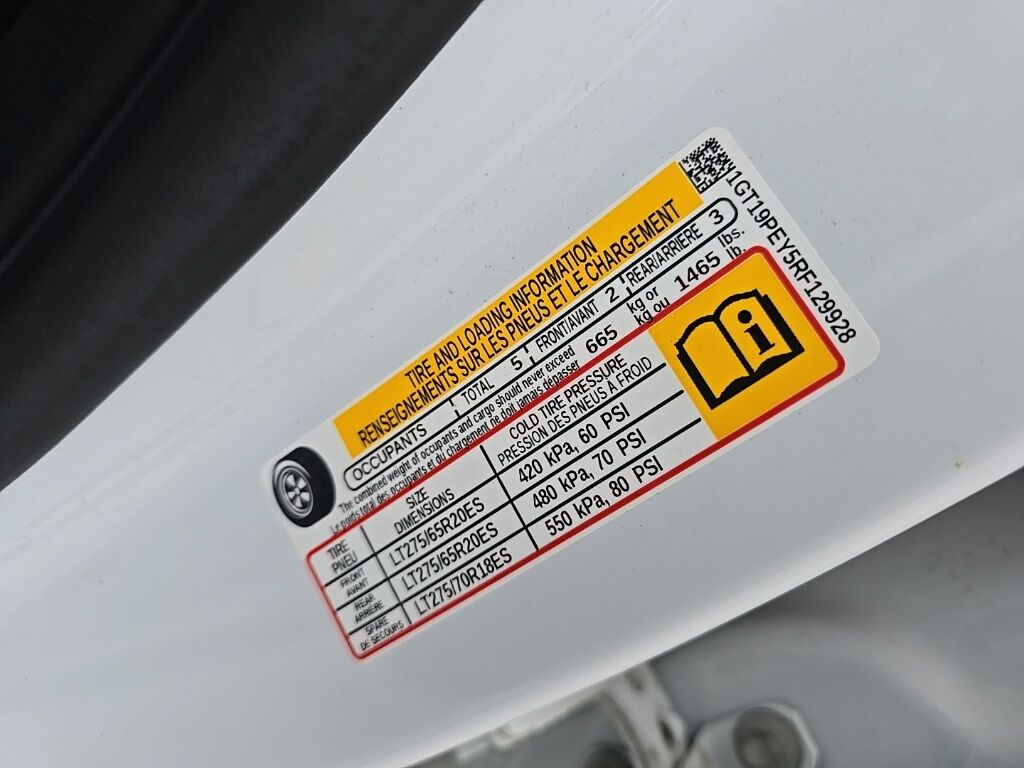 1GT19PEY5RF129928
TIRE AND LOADING INFORMATION
RENSEIGNEMENTS SUR LES PNEUS ET LE CHARGEMENT
OCCUPANTS TOTAL 5 FRONT/AVANT 2 REAR/ARRIÈRE 3
The combined weight of occupants and cargo should never exceed 665 kg or 1465 lbs.
Le poids total des occupants et du chargement ne doit jamais dépasser kg ou lb.
TIRE SIZE COLD TIRE PRESSURE
PNEU DIMENSIONS PRESSION DES PNEUS À FROID
FRONT
AVANT LT275/65R20ES 420 kPa, 60 PSI
REAR
ARRIÈRE LT275/65R20ES 480 kPa, 70 PSI
SPARE
DE SECOURS LT275/70R18ES 550 kPa, 80 PSI